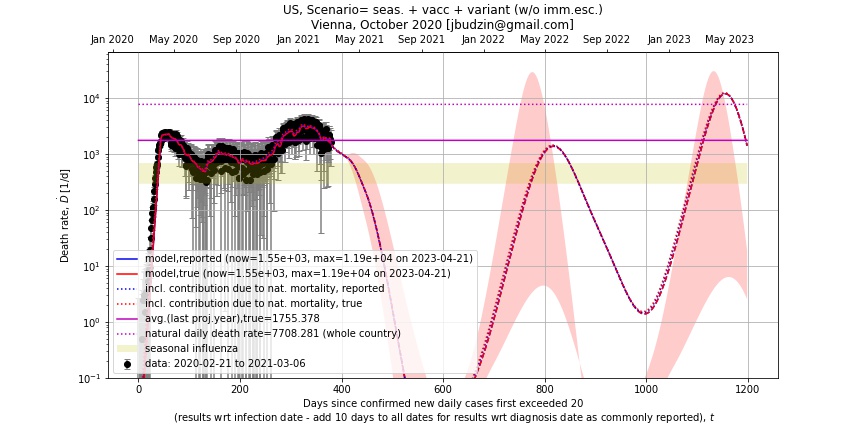 US, Scenario= seas. + vacc + variant (w/o imm.esc.)
Vienna, October 2020 [jbudzin@gmail.com]
Jan 2020 May 2020 Sep 2020 Jan 2021 May 2021 Sep 2021 Jan 2022 May 2022 Sep 2022 Jan 2023 May 2023
10⁴
10³
10²
10¹
10⁰
10⁻¹
Death rate, D [1/d]
model,reported (now=1.55e+03, max=1.19e+04 on 2023-04-21)
model,true (now=1.55e+03, max=1.19e+04 on 2023-04-21)
incl. contribution due to nat. mortality, reported
incl. contribution due to nat. mortality, true
avg.(last proj.year),true=1755.378
natural daily death rate=7708.281 (whole country)
seasonal influenza
data: 2020-02-21 to 2021-03-06
0 200 400 600 800 1000 1200
Days since confirmed new daily cases first exceeded 20
(results wrt infection date - add 10 days to all dates for results wrt diagnosis date as commonly reported), t